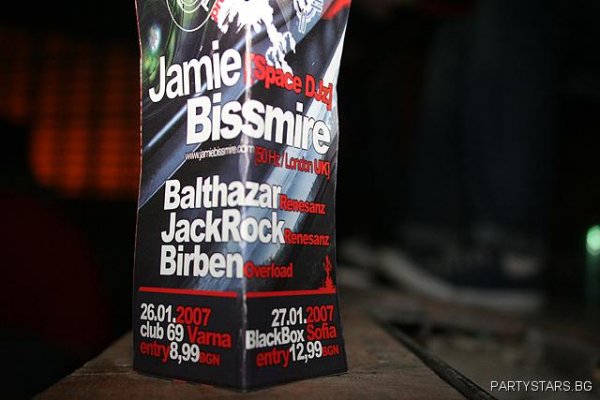 Jamie [Space DJz]
Bissmire
www.jamiebissmire.com [50 Hz / London UK]
Balthazar Renesanz
JackRock Renesanz
Birben Overload
26.01.2007
club 69 Varna
entry 8,99 BGN
27.01.2007
BlackBox Sofia
entry 12,99 BGN
PARTYSTARS.BG